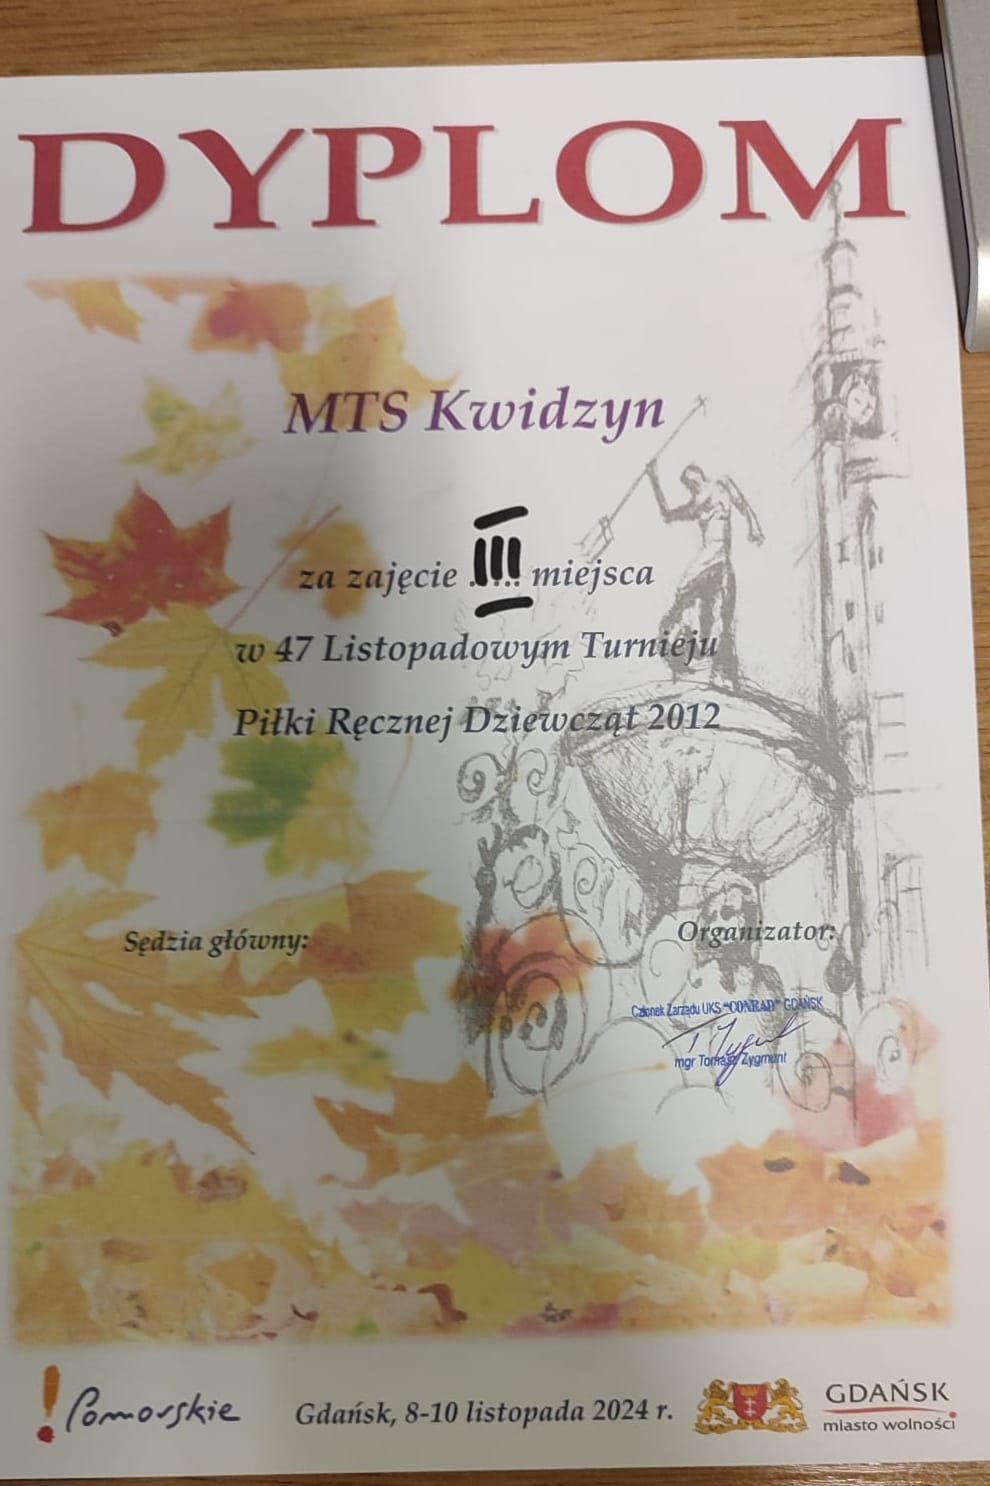 DYPLOM
MTS Kwidzyn
za zajęcie ..III.. miejsca
w 47 Listopadowym Turnieju
Piłki Ręcznej Dziewcząt 2012
Sędzia główny:
Organizator:
Członek Zarządu UKS "CONRAD" GDAŃSK
mgr Tomasz Zygmunt
Pomorskie
Gdańsk, 8-10 listopada 2024 r.
GDAŃSK
miasto wolności